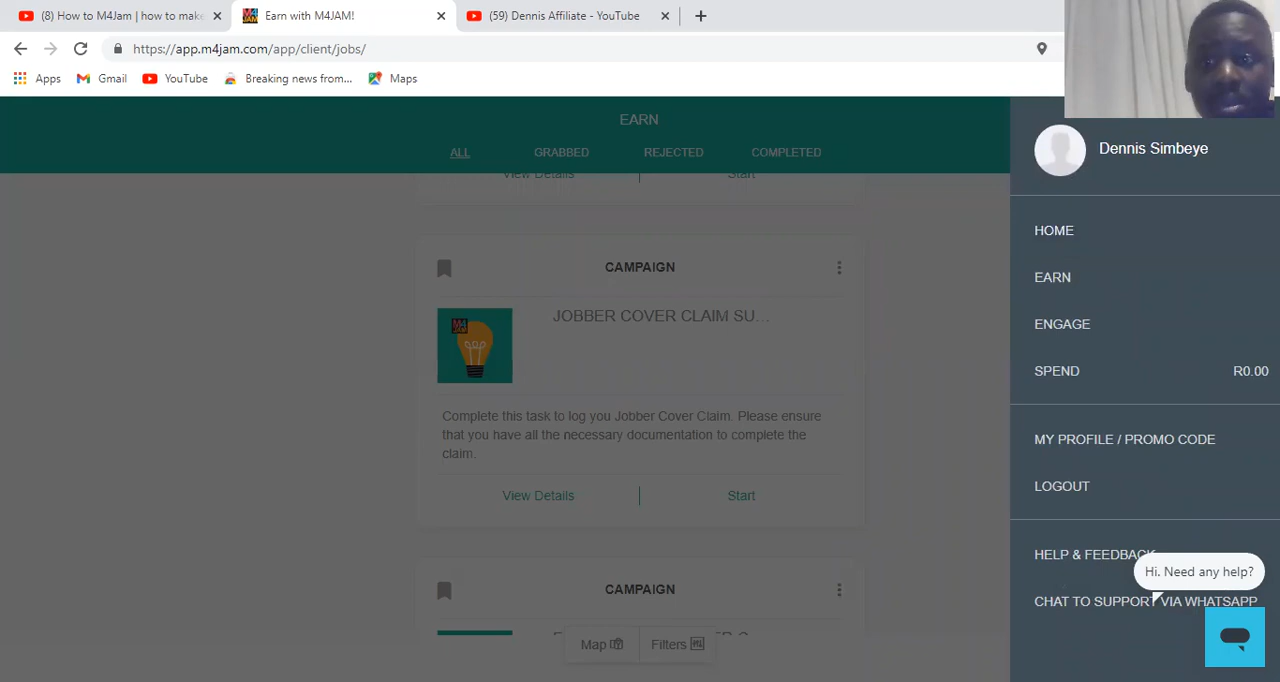 (8) How to M4Jam | how to make
Earn with M4JAM!
(59) Dennis Affiliate - YouTube
https://app.m4jam.com/app/client/jobs/
Apps
Gmail
YouTube
Breaking news from...
Maps
EARN
ALL
GRABBED
REJECTED
COMPLETED
View Details
Start
CAMPAIGN
M4 JAM
JOBBER COVER CLAIM SU...
Complete this task to log you Jobber Cover Claim. Please ensure
that you have all the necessary documentation to complete the
claim.
View Details
Start
CAMPAIGN
Map
Filters
Dennis Simbeye
HOME
EARN
ENGAGE
SPEND R0.00
MY PROFILE / PROMO CODE
LOGOUT
HELP & FEEDBACK
Hi. Need any help?
CHAT TO SUPPORT VIA WHATSAPP